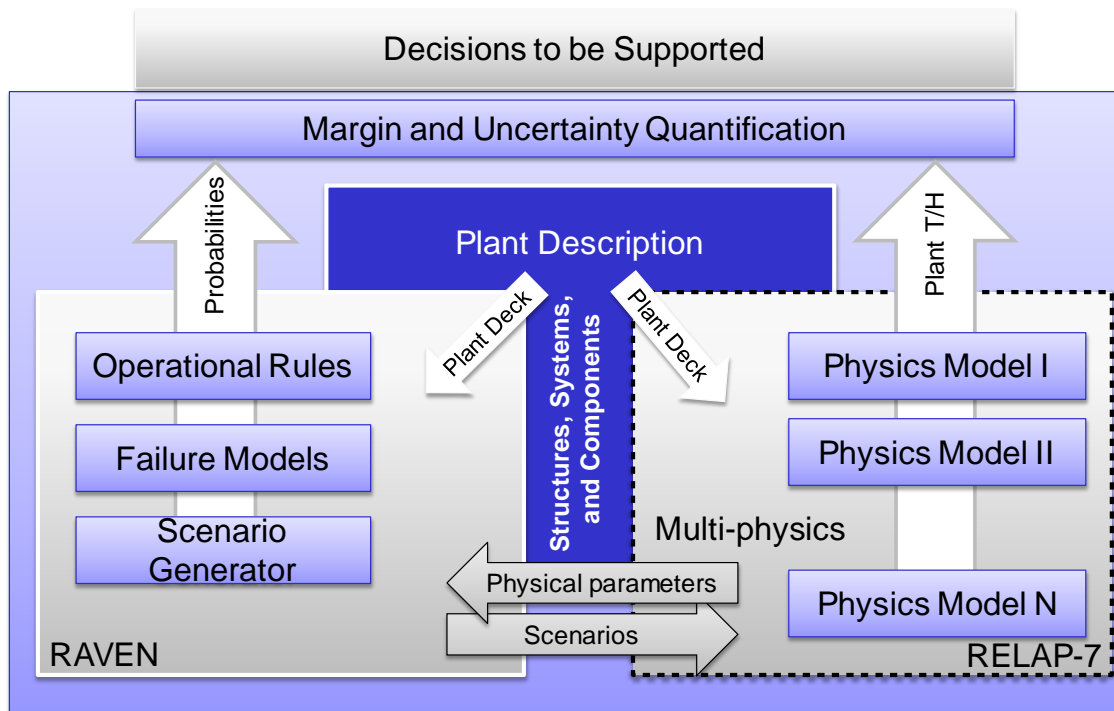 Decisions to be Supported
Margin and Uncertainty Quantification
Probabilities
Plant T/H
Plant Description
Plant Deck
Plant Deck
Structures, Systems,
and Components
Operational Rules
Failure Models
Scenario
Generator
Physics Model I
Physics Model II
Multi-physics
Physics Model N
Physical parameters
Scenarios
RAVEN
RELAP-7